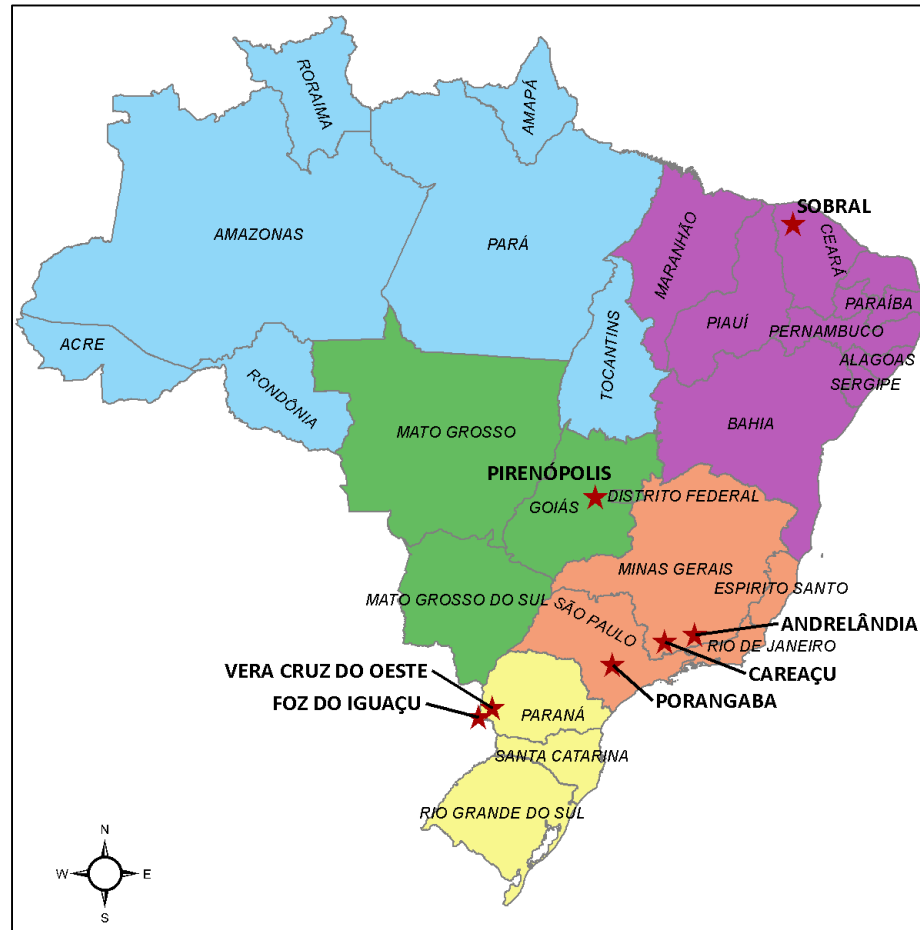 RORAIMA
AMAPÁ
SOBRAL
AMAZONAS
PARÁ
MARANHÃO
CEARÁ
PARAÍBA
PIAUÍ
PERNAMBUCO
ACRE
TOCANTINS
ALAGOAS
SERGIPE
RONDÔNIA
BAHIA
MATO GROSSO
PIRENÓPOLIS
DISTRITO FEDERAL
GOIÁS
MINAS GERAIS
ESPIRITO SANTO
MATO GROSSO DO SUL
SÃO PAULO
ANDRELÂNDIA
RIO DE JANEIRO
CAREAÇU
VERA CRUZ DO OESTE
PORANGABA
FOZ DO IGUAÇU
PARANÁ
SANTA CATARINA
RIO GRANDE DO SUL
N
W
E
S